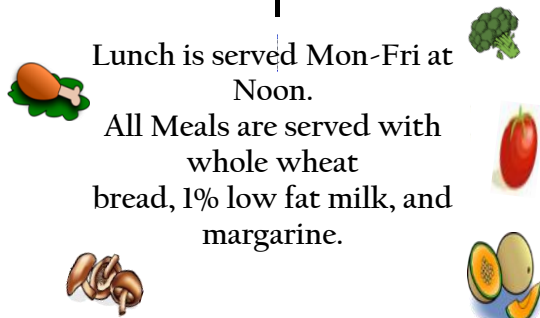 Lunch is served Mon-Fri at
Noon.
All Meals are served with
whole wheat
bread, 1% low fat milk, and
margarine.